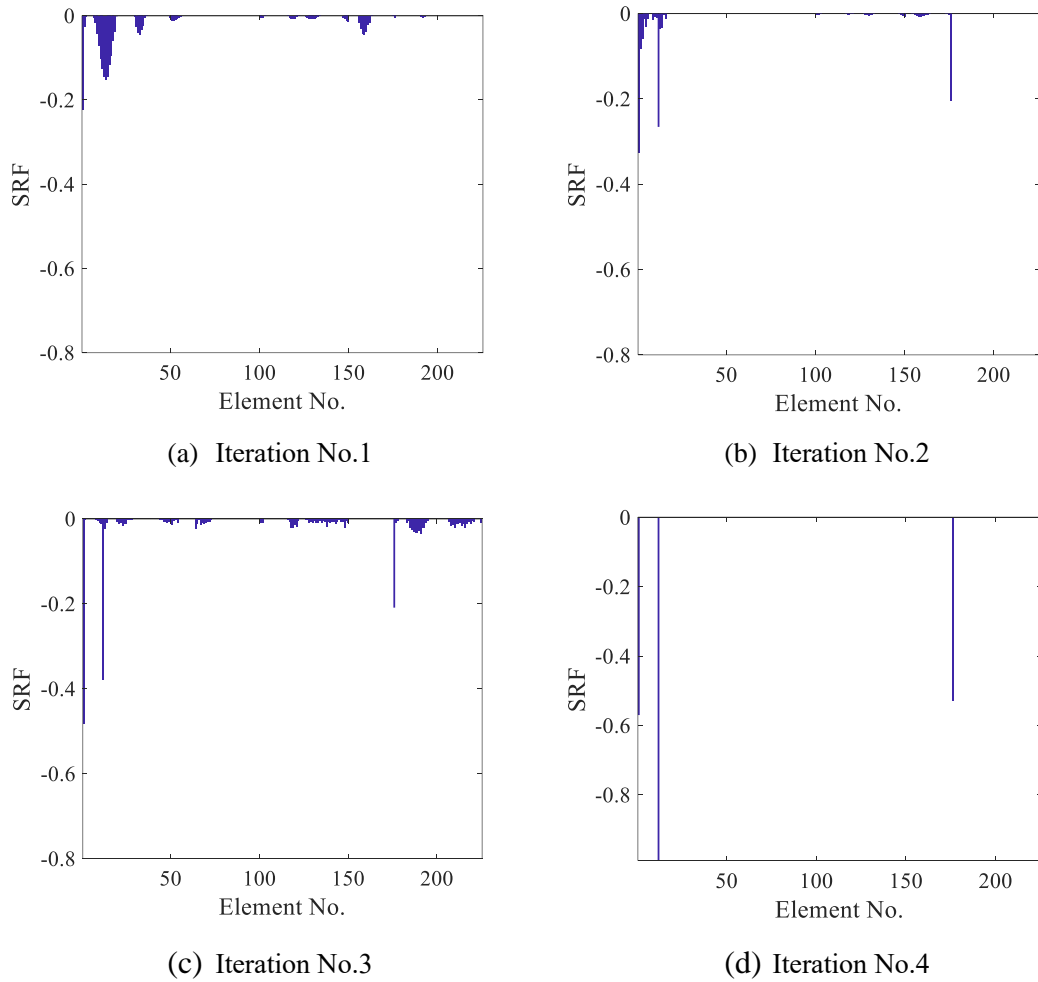 0
-0.2
-0.4
-0.6
-0.8
SRF
50 100 150 200
Element No.
(a) Iteration No.1
0
-0.2
-0.4
-0.6
-0.8
SRF
50 100 150 200
Element No.
(b) Iteration No.2
0
-0.2
-0.4
-0.6
-0.8
SRF
50 100 150 200
Element No.
(c) Iteration No.3
0
-0.2
-0.4
-0.6
-0.8
SRF
50 100 150 200
Element No.
(d) Iteration No.4